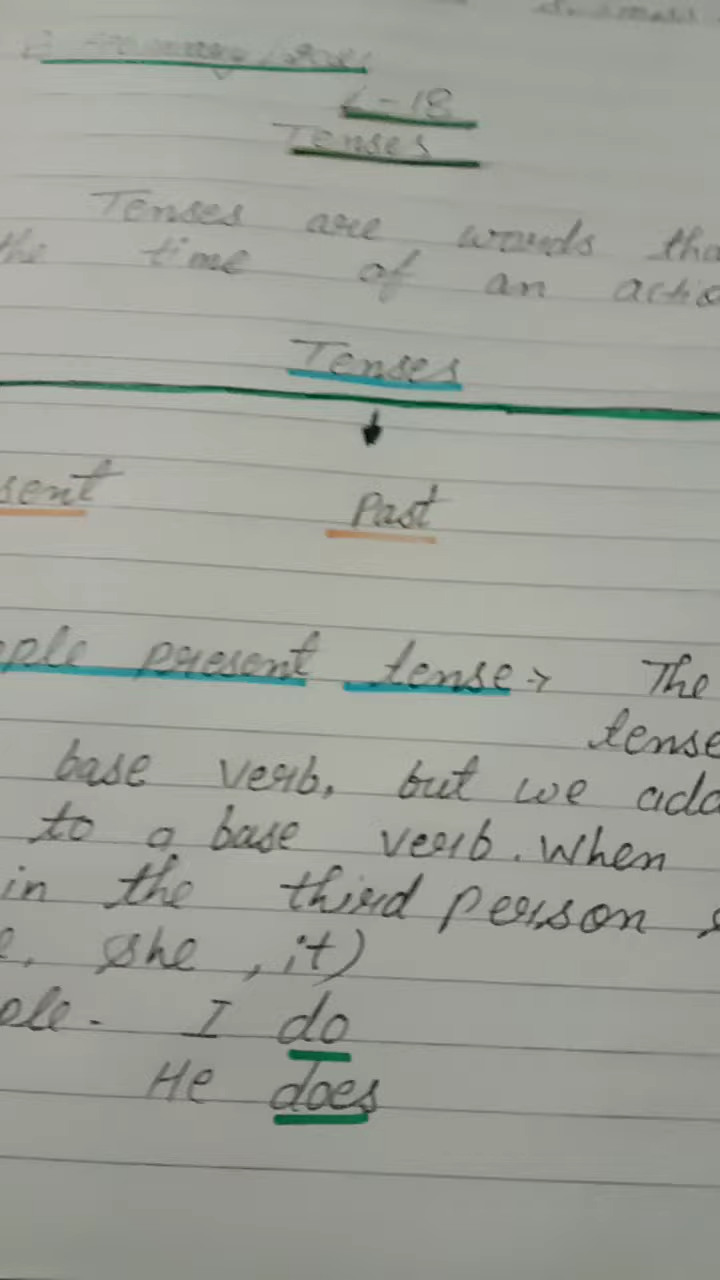 L-18
Tenses
Tenses are words tha
the time of an actio
Tenses
sent Past
ple present tense → The
tense
base verb, but we add
to a base verb. When
in the third person s
e, she, it)
ple - I do
He does